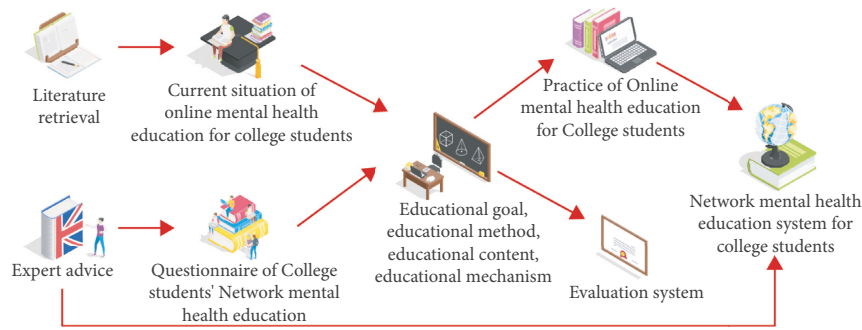 Literature
retrieval
Current situation of
online mental health
education for college students
Practice of Online
mental health education
for College students
Expert advice
Questionnaire of College
students' Network mental
health education
Educational goal,
educational method,
educational content,
educational mechanism
Evaluation system
Network mental health
education system for
college students